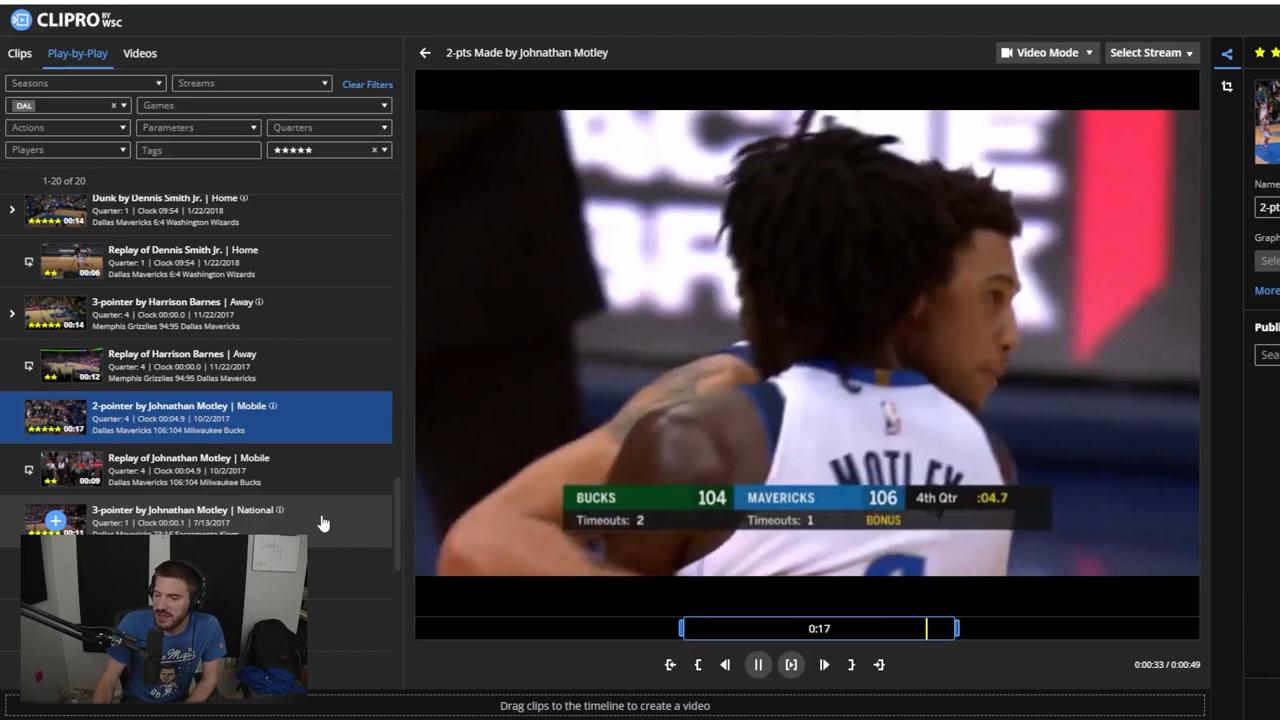 CLIPRO BY WSC
Clips Play-by-Play Videos
Seasons Streams Clear Filters
DAL Games
Actions Parameters Quarters
Players Tags ★★★★★
1-20 of 20
Dunk by Dennis Smith Jr. | Home
Quarter: 1 | Clock 09:54 | 1/22/2018
★★★★★ 00:14 Dallas Mavericks 6:4 Washington Wizards
Replay of Dennis Smith Jr. | Home
Quarter: 1 | Clock 09:54 | 1/22/2018
★★ 00:06 Dallas Mavericks 6:4 Washington Wizards
3-pointer by Harrison Barnes | Away
Quarter: 4 | Clock 00:00.0 | 11/22/2017
★★★★★ 00:14 Memphis Grizzlies 94:95 Dallas Mavericks
Replay of Harrison Barnes | Away
Quarter: 4 | Clock 00:00.0 | 11/22/2017
★★ 00:12 Memphis Grizzlies 94:95 Dallas Mavericks
2-pointer by Johnathan Motley | Mobile
Quarter: 4 | Clock 00:04.9 | 10/2/2017
★★★★★ 00:17 Dallas Mavericks 106:104 Milwaukee Bucks
Replay of Johnathan Motley | Mobile
Quarter: 4 | Clock 00:04.9 | 10/2/2017
★★ 00:09 Dallas Mavericks 106:104 Milwaukee Bucks
3-pointer by Johnathan Motley | National
Quarter: 1 | Clock 00:00.1 | 7/13/2017
2-pts Made by Johnathan Motley
Video Mode Select Stream
MOTLEY
BUCKS 104 MAVERICKS 106 4th Qtr :04.7
Timeouts: 2 Timeouts: 1 BONUS
0:17
0:00:33 / 0:00:49
Drag clips to the timeline to create a video
Name
2-pt
Graph
Sele
More
Publi
Sea